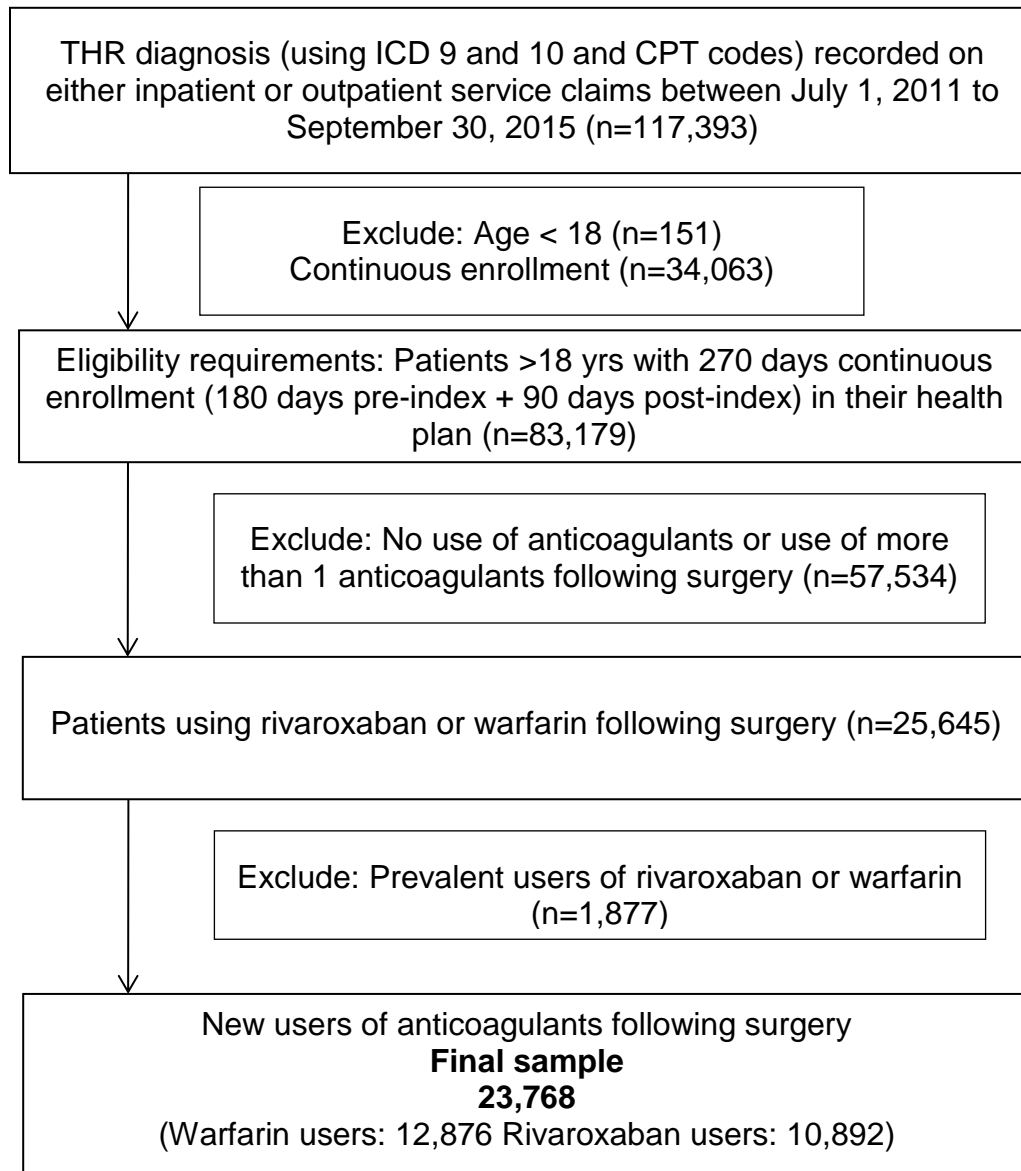 THR diagnosis (using ICD 9 and 10 and CPT codes) recorded on
either inpatient or outpatient service claims between July 1, 2011 to
September 30, 2015 (n=117,393)
Exclude: Age < 18 (n=151)
Continuous enrollment (n=34,063)
Eligibility requirements: Patients >18 yrs with 270 days continuous
enrollment (180 days pre-index + 90 days post-index) in their health
plan (n=83,179)
Exclude: No use of anticoagulants or use of more
than 1 anticoagulants following surgery (n=57,534)
Patients using rivaroxaban or warfarin following surgery (n=25,645)
Exclude: Prevalent users of rivaroxaban or warfarin
(n=1,877)
New users of anticoagulants following surgery
Final sample
23,768
(Warfarin users: 12,876 Rivaroxaban users: 10,892)